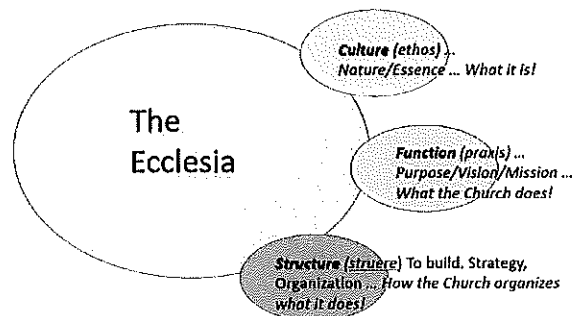 Culture (ethos) ...
Nature/Essence ... What it is!
The
Ecclesia
Function (praxis) ...
Purpose/Vision/Mission ...
What the Church does!
Structure (struere) To build, Strategy,
Organization ... How the Church organizes
what it does!